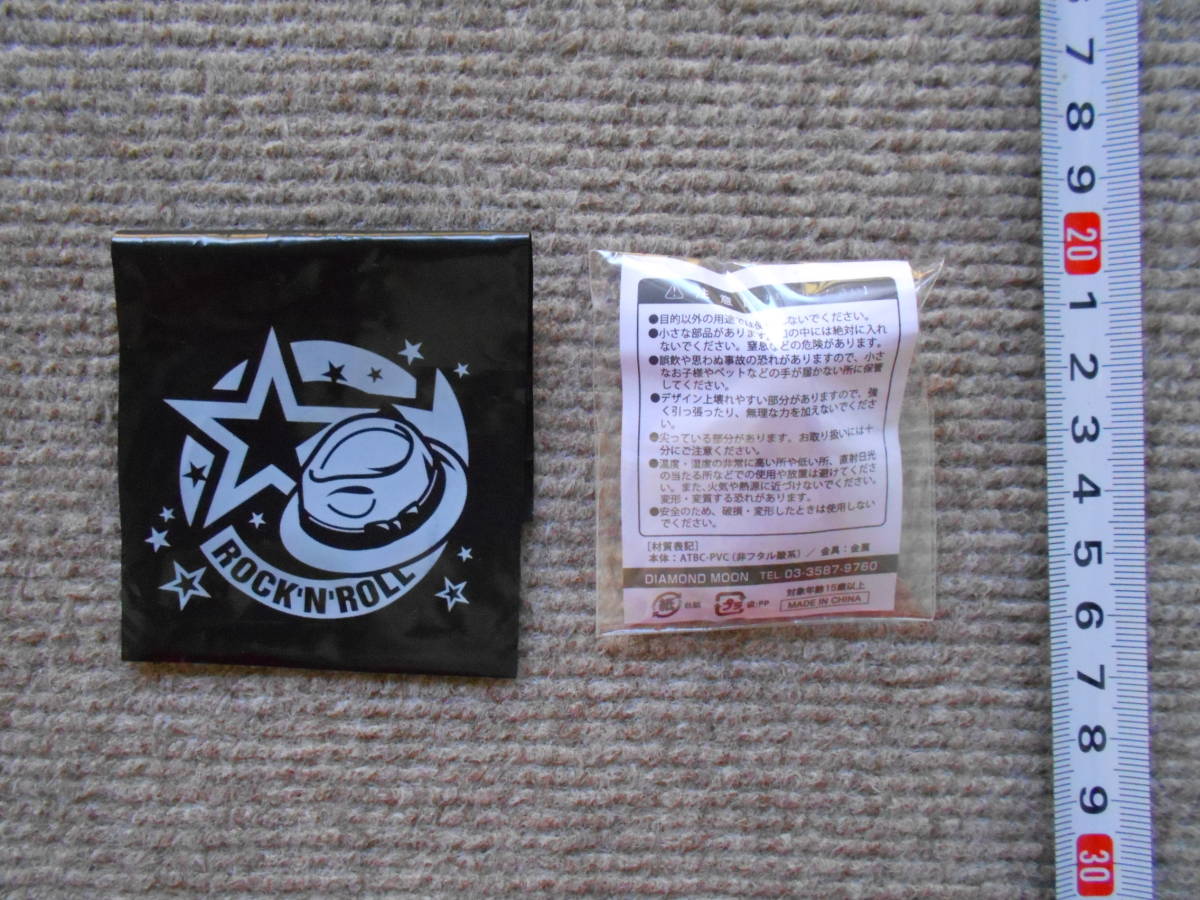 ROCK'N'ROLL
注意
●目的以外の用途では使 ないでください。
●小さな部品があります の中には絶対に入れ
ないでください。窒息などの危険があります。
●誤飲や思わぬ事故の恐れがありますので、小さ
なお子様やペットなどの手が届かない所に保管
してください。
●デザイン上壊れやすい部分がありますので、強
く引っ張ったり、無理な力を加えないでくださ
い。
●尖っている部分があります。お取り扱いには十
分にご注意ください。
●温度・湿度の非常に高い所や低い所、直射日光
の当たる所などでの使用や放置は避けてくださ
い。また、火気や熱源に近づけないでください。
変形・変質する恐れがあります。
●安全のため、破損・変形したときは使用しない
でください。
[材質表記]
本体:ATBC-PVC(非フタル酸系)/ 金具:金属
DIAMOND MOON TEL 03-3587-9760
紙 台紙 プラ 袋:PP 対象年齢15歳以上
MADE IN CHINA
7
8
9
20
1
2
3
4
5
6
7
8
9
30